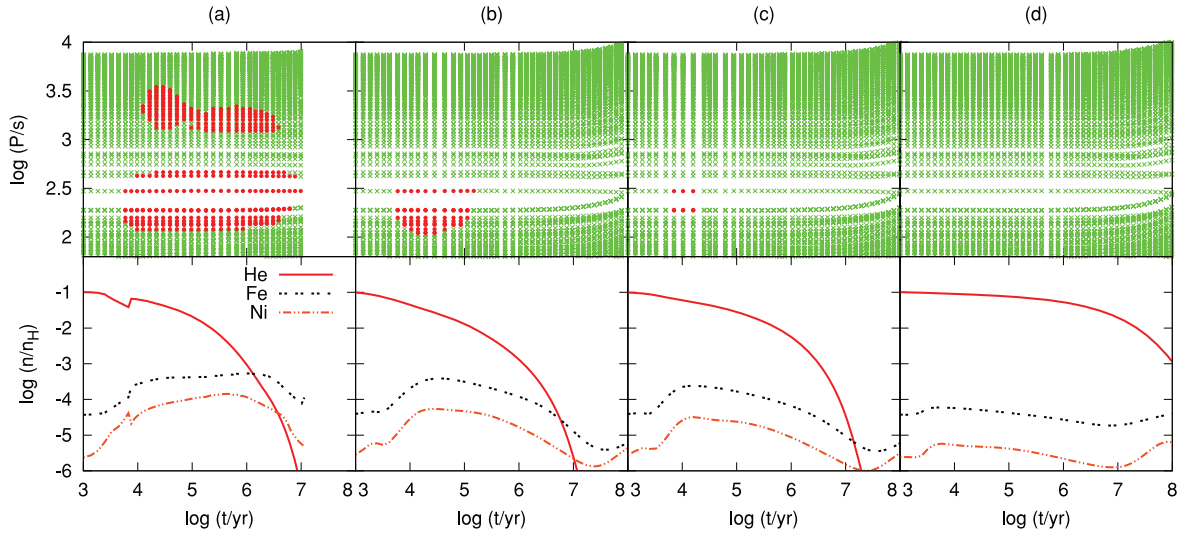 (a) (b) (c) (d)
log (P/s)
4
3.5
3
2.5
2
He
Fe
Ni
log (n/n_H)
-1
-2
-3
-4
-5
-6
3 4 5 6 7 8 3 4 5 6 7 8 3 4 5 6 7 8 3 4 5 6 7 8
log (t/yr) log (t/yr) log (t/yr) log (t/yr)